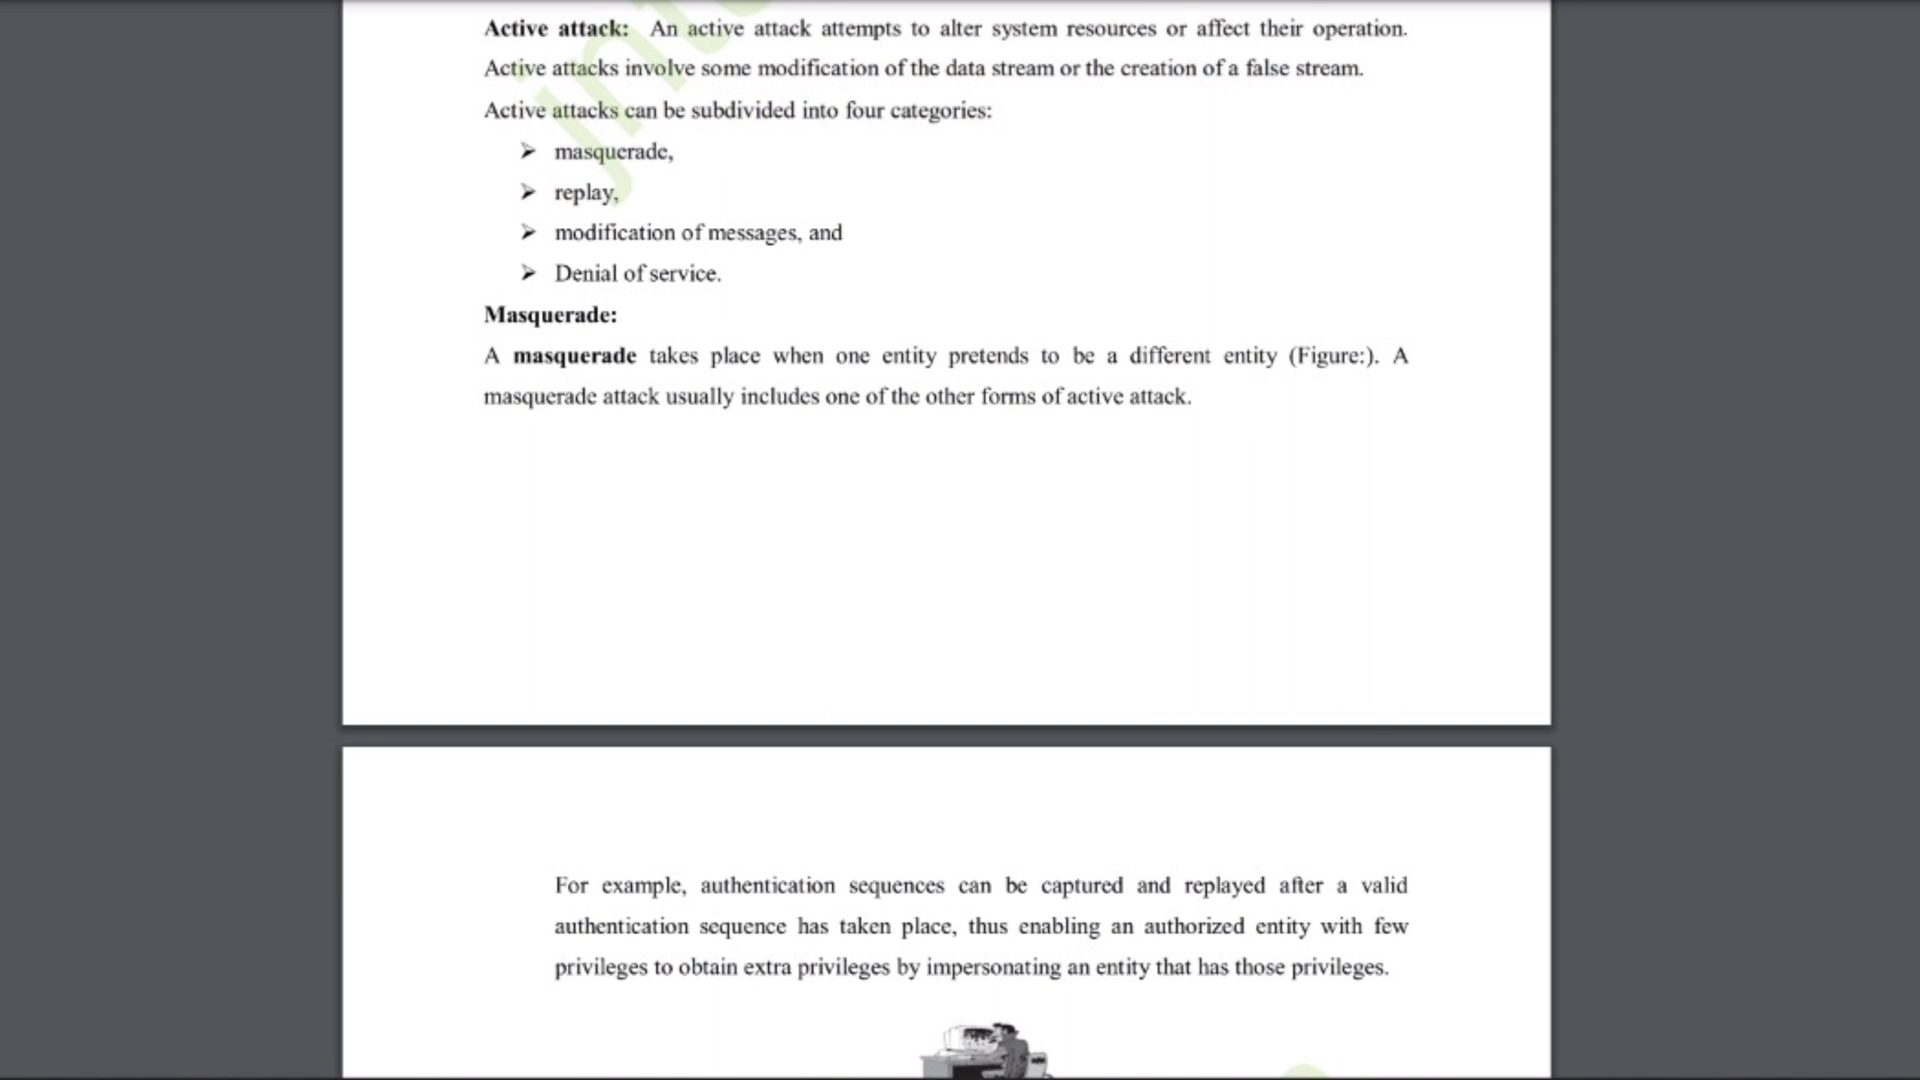 Active attack: An active attack attempts to alter system resources or affect their operation.
Active attacks involve some modification of the data stream or the creation of a false stream.
Active attacks can be subdivided into four categories:
➢ masquerade,
➢ replay,
➢ modification of messages, and
➢ Denial of service.
Masquerade:
A masquerade takes place when one entity pretends to be a different entity (Figure:). A
masquerade attack usually includes one of the other forms of active attack.
For example, authentication sequences can be captured and replayed after a valid
authentication sequence has taken place, thus enabling an authorized entity with few
privileges to obtain extra privileges by impersonating an entity that has those privileges.